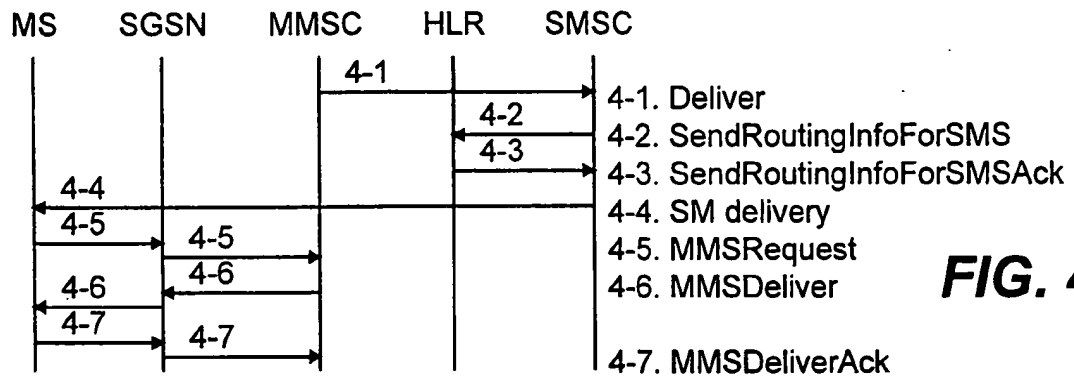 MS SGSN MMSC HLR SMSC
4-1
4-1. Deliver
4-2
4-2. SendRoutingInfoForSMS
4-3
4-3. SendRoutingInfoForSMSAck
4-4
4-4. SM delivery
4-5 4-5
4-5. MMSRequest
4-6 4-6
4-6. MMSDeliver
FIG. 4
4-7 4-7
4-7. MMSDeliverAck